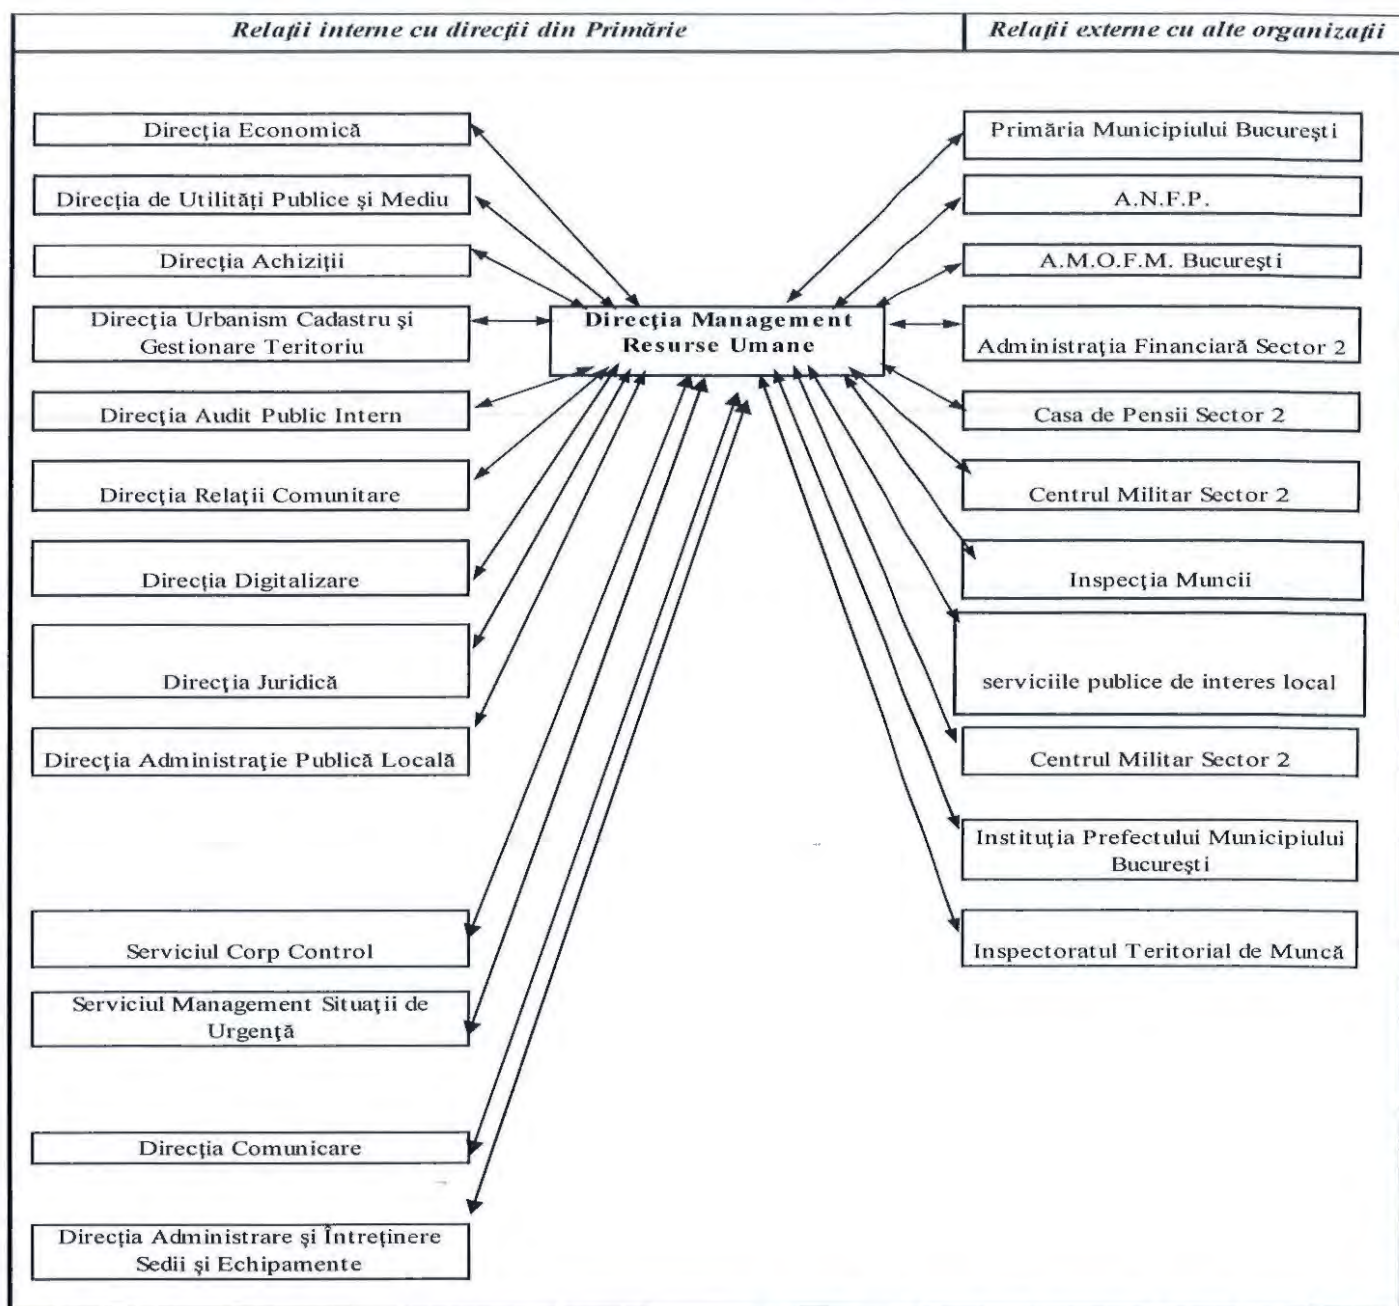 Relaţii interne cu direcţii din Primărie
Relaţii externe cu alte organizaţii
Direcţia Economică
Direcţia de Utilităţi Publice şi Mediu
Direcţia Achiziţii
Direcţia Urbanism Cadastru şi
Gestionare Teritoriu
Direcţia Audit Public Intern
Direcţia Relaţii Comunitare
Direcţia Digitalizare
Direcţia Juridică
Direcţia Administraţie Publică Locală
Serviciul Corp Control
Serviciul Management Situaţii de
Urgenţă
Direcţia Comunicare
Direcţia Administrare şi Întreţinere
Sedii şi Echipamente
Direcţia Management
Resurse Umane
Primăria Municipiului Bucureşti
A.N.F.P.
A.M.O.F.M. Bucureşti
Administraţia Financiară Sector 2
Casa de Pensii Sector 2
Centrul Militar Sector 2
Inspecţia Muncii
serviciile publice de interes local
Centrul Militar Sector 2
Instituţia Prefectului Municipiului
Bucureşti
Inspectoratul Teritorial de Muncă